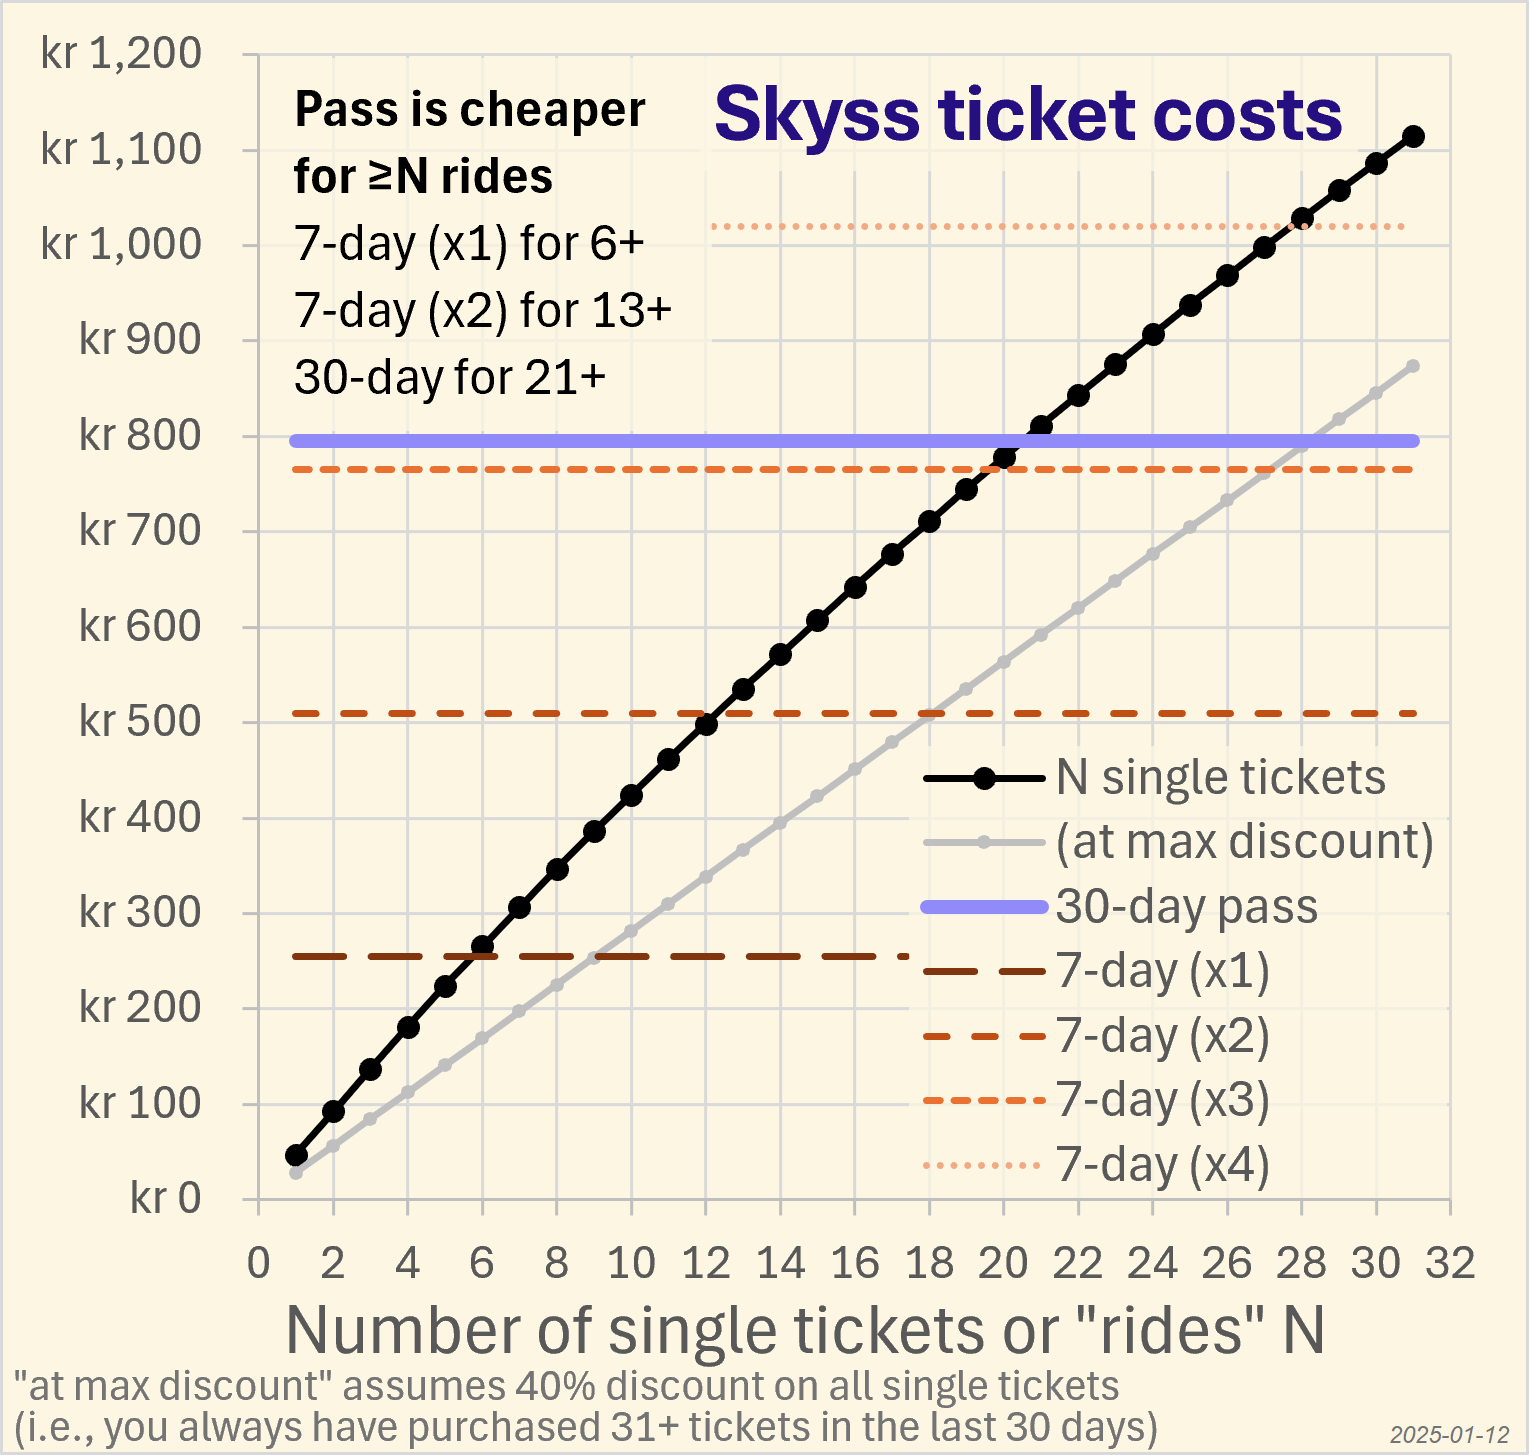 Skyss ticket costs
Pass is cheaper
for ≥N rides
7-day (x1) for 6+
7-day (x2) for 13+
30-day for 21+
kr 1,200
kr 1,100
kr 1,000
kr 900
kr 800
kr 700
kr 600
kr 500
kr 400
kr 300
kr 200
kr 100
kr 0
N single tickets
(at max discount)
30-day pass
7-day (x1)
7-day (x2)
7-day (x3)
7-day (x4)
0 2 4 6 8 10 12 14 16 18 20 22 24 26 28 30 32
Number of single tickets or "rides" N
"at max discount" assumes 40% discount on all single tickets
(i.e., you always have purchased 31+ tickets in the last 30 days)
2025-01-12